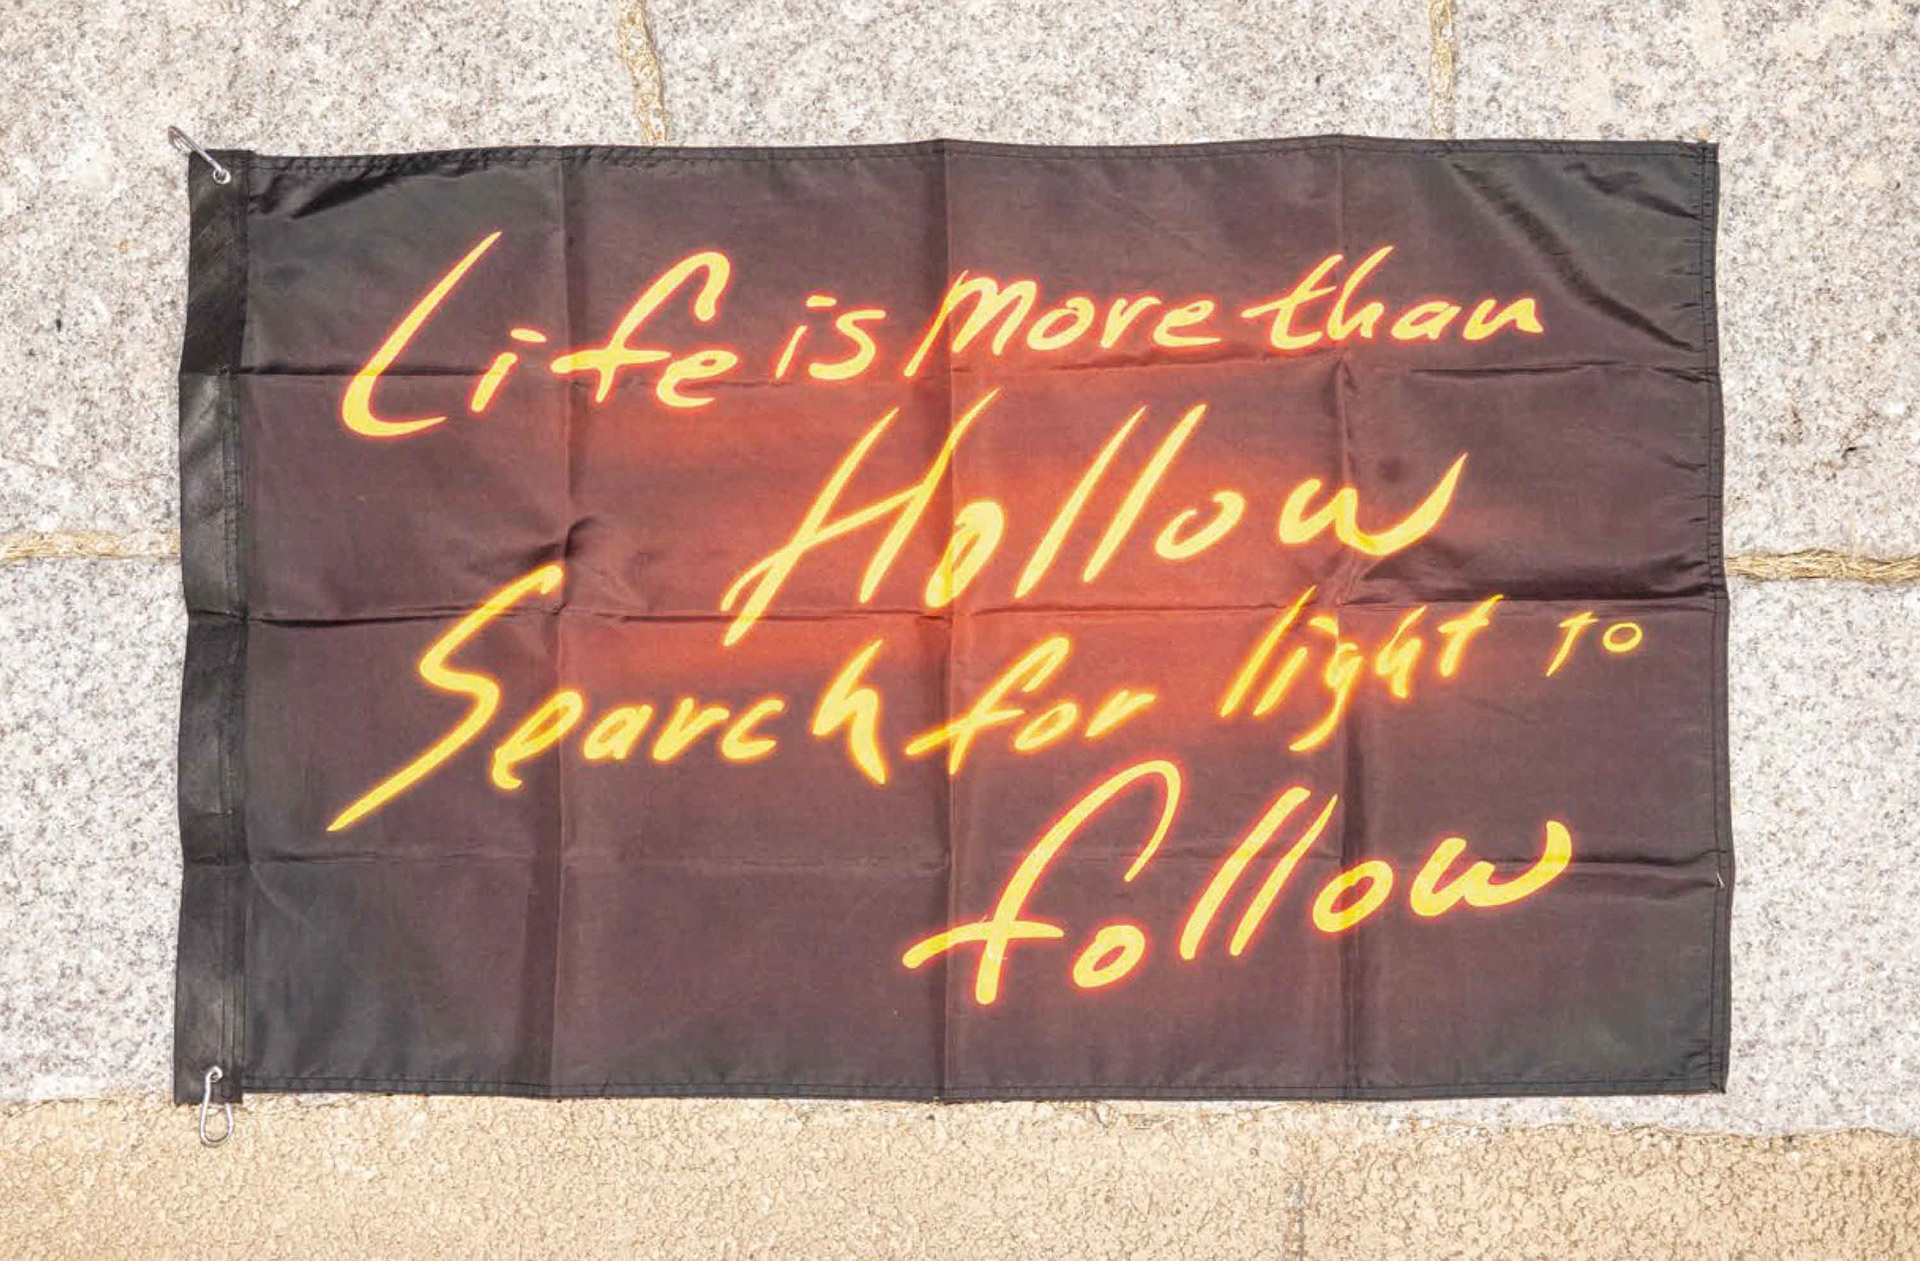 Life is more than
Hollow
Search for light to
follow